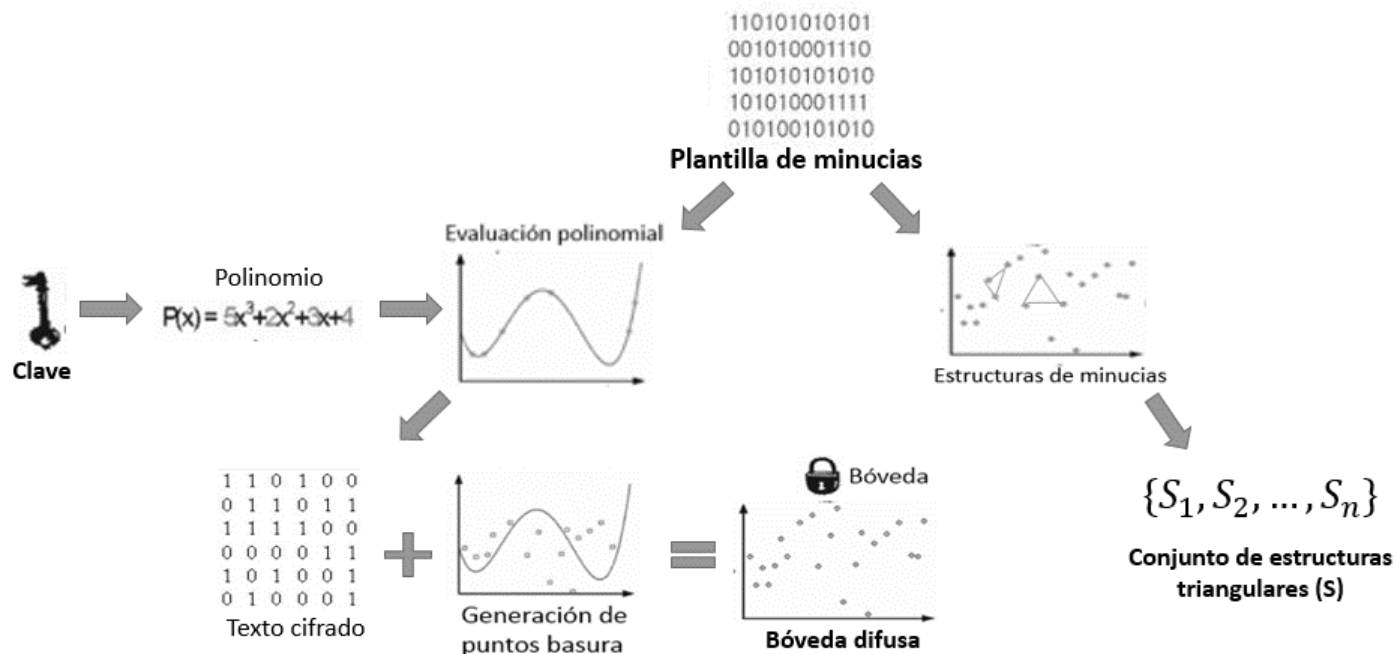 110101010101
001010001110
101010101010
101010001111
010100101010
Plantilla de minucias
Evaluación polinomial
Polinomio
P(x) = 5x³+2x²+3x+4
Clave
Estructuras de minucias
1 1 0 1 0 0
0 1 1 0 1 1
1 1 1 1 0 0
0 0 0 0 1 1
1 0 1 0 0 1
0 1 0 0 0 1
Texto cifrado
+
Generación de
puntos basura
=
Bóveda
Bóveda difusa
{S₁, S₂, ... , Sₙ}
Conjunto de estructuras
triangulares (S)